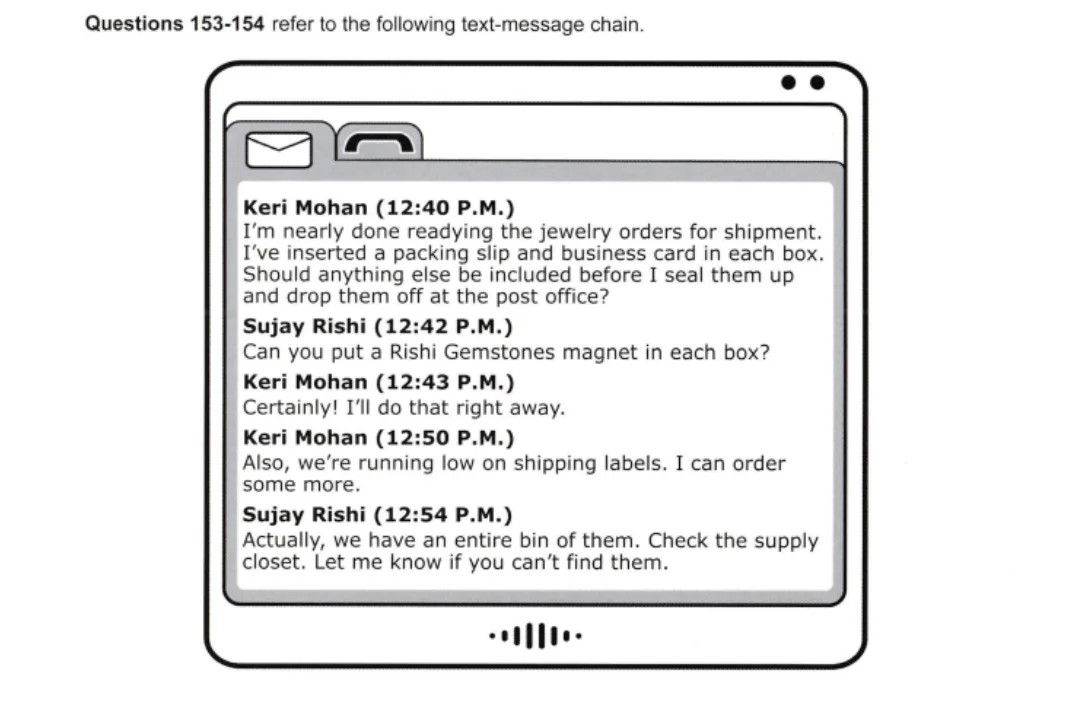 Questions 153-154 refer to the following text-message chain.
Keri Mohan (12:40 P.M.)
I'm nearly done readying the jewelry orders for shipment.
I've inserted a packing slip and business card in each box.
Should anything else be included before I seal them up
and drop them off at the post office?
Sujay Rishi (12:42 P.M.)
Can you put a Rishi Gemstones magnet in each box?
Keri Mohan (12:43 P.M.)
Certainly! I'll do that right away.
Keri Mohan (12:50 P.M.)
Also, we're running low on shipping labels. I can order
some more.
Sujay Rishi (12:54 P.M.)
Actually, we have an entire bin of them. Check the supply
closet. Let me know if you can't find them.